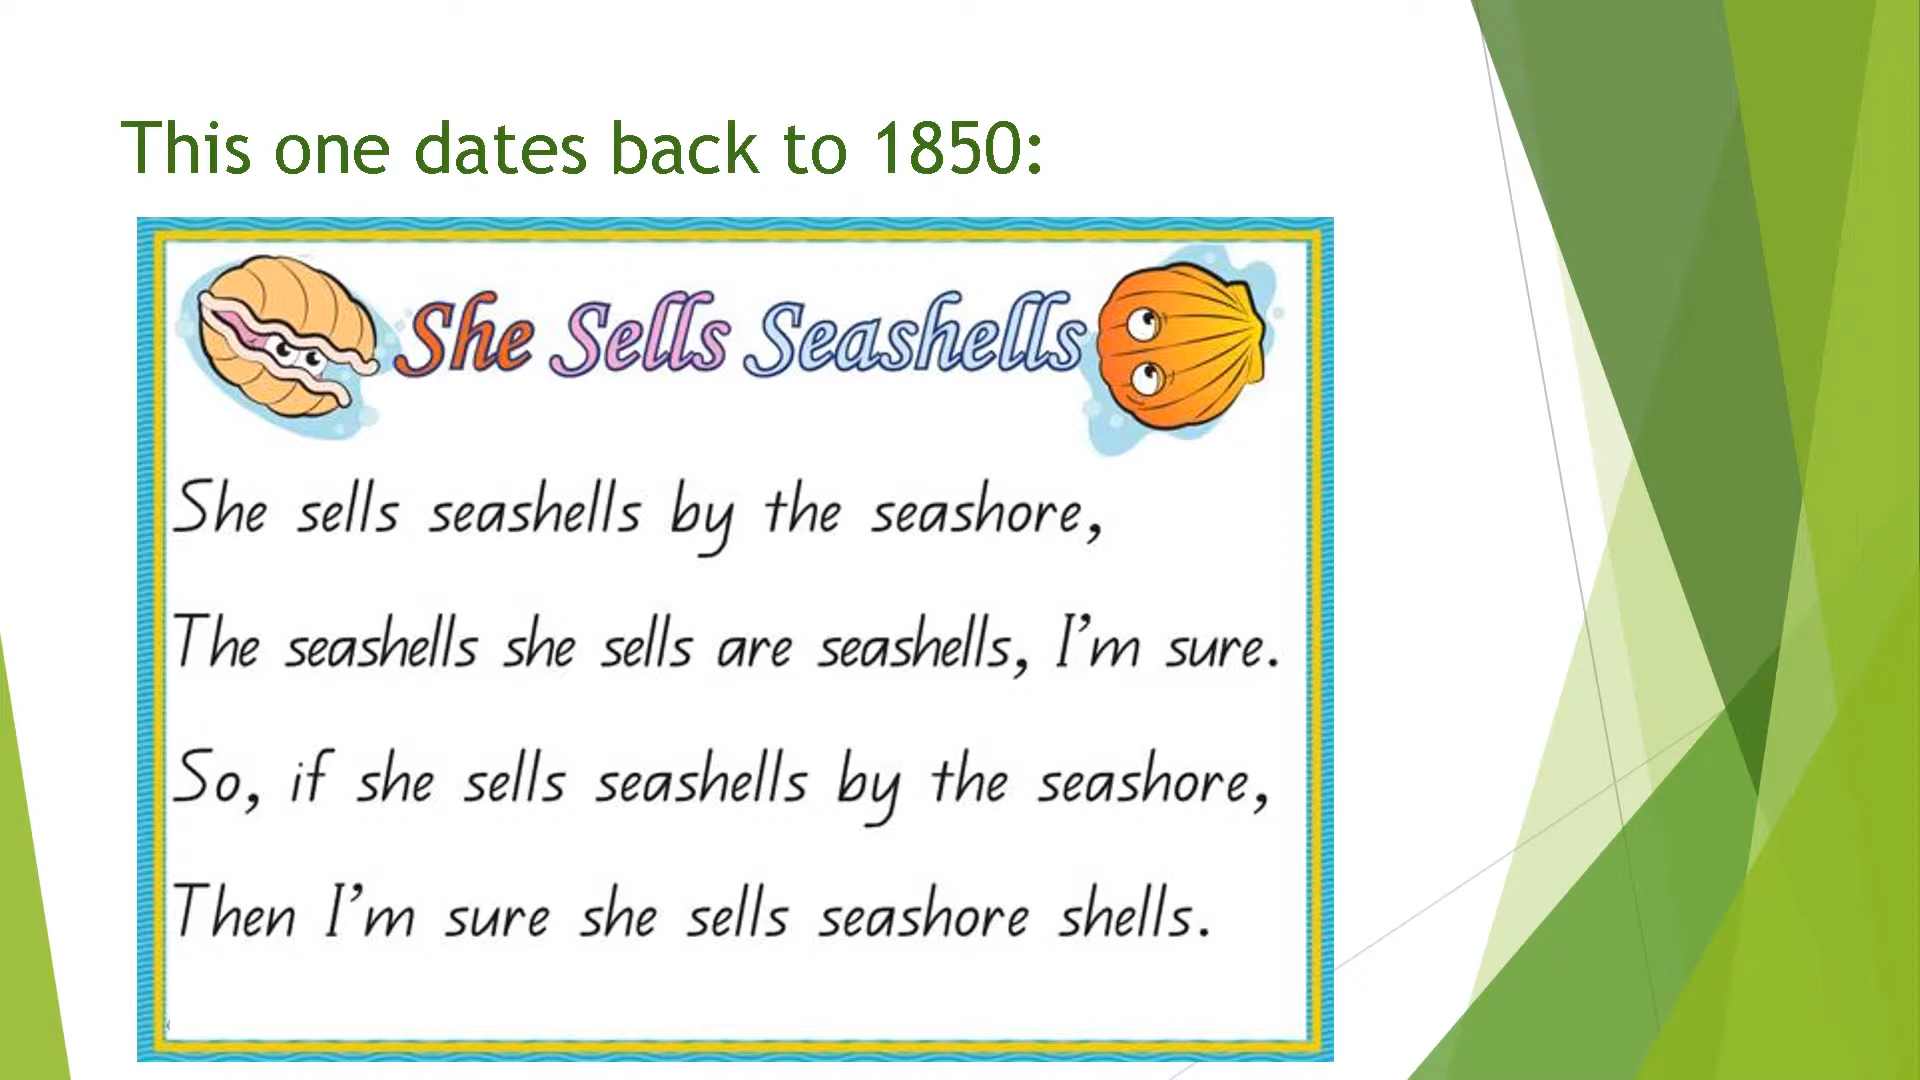 This one dates back to 1850:
She Sells Seashells
She sells seashells by the seashore,
The seashells she sells are seashells, I'm sure.
So, if she sells seashells by the seashore,
Then I'm sure she sells seashore shells.